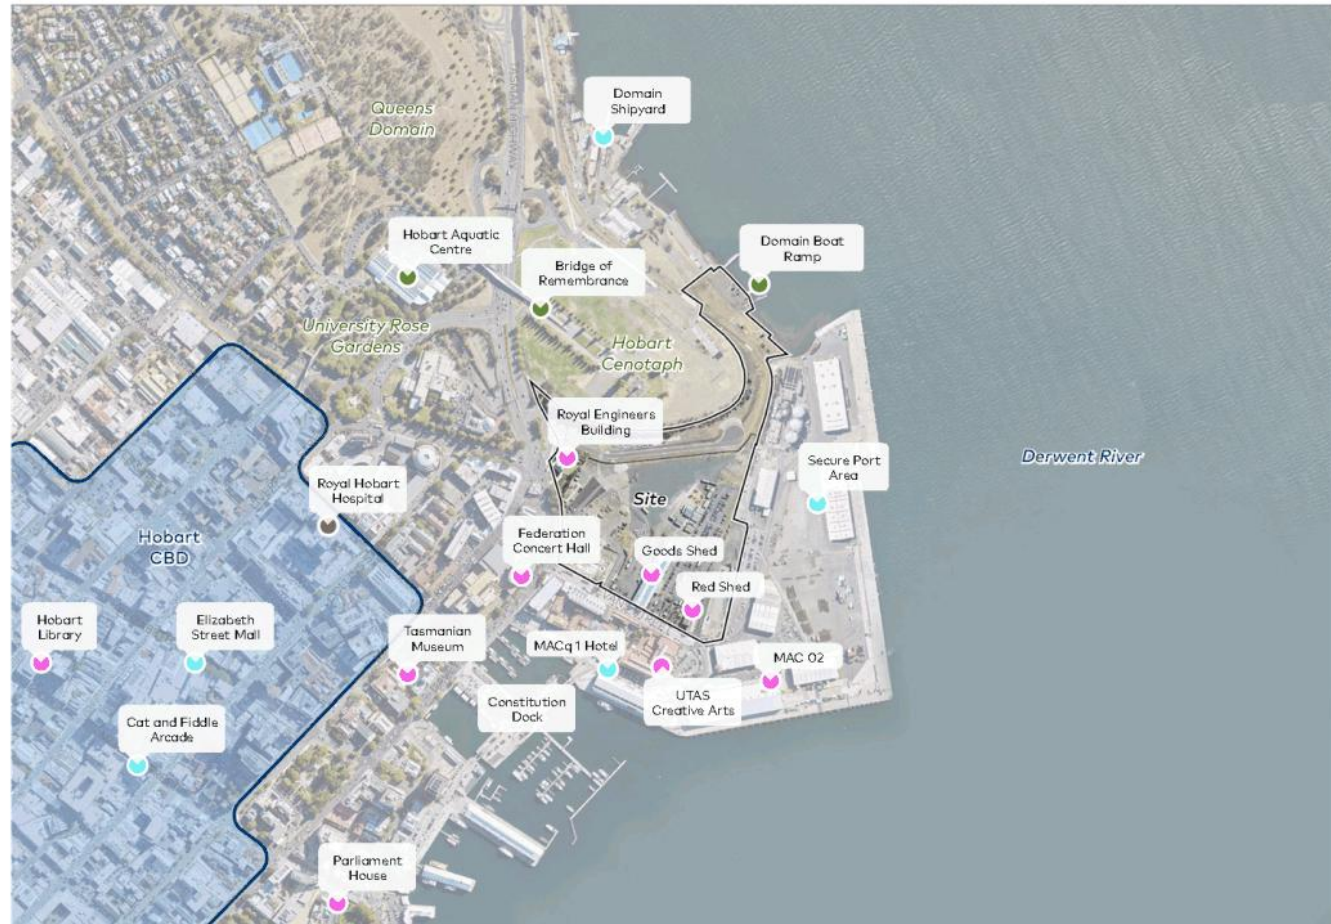 Domain
Shipyard
Queens
Domain
Hobart Aquatic
Centre
Domain Boat
Ramp
Bridge of
Remembrance
University Rose
Gardens
Hobart
Cenotaph
Royal Engineers
Building
Derwent River
Secure Port
Area
Royal Hobart
Hospital
Site
Hobart
CBD
Federation
Concert Hall
Goods Shed
Red Shed
Hobart
Library
Elizabeth
Street Mall
Tasmanian
Museum
MACq 1 Hotel
MAC 02
UTAS
Creative Arts
Constitution
Dock
Cat and Fiddle
Arcade
Parliament
House